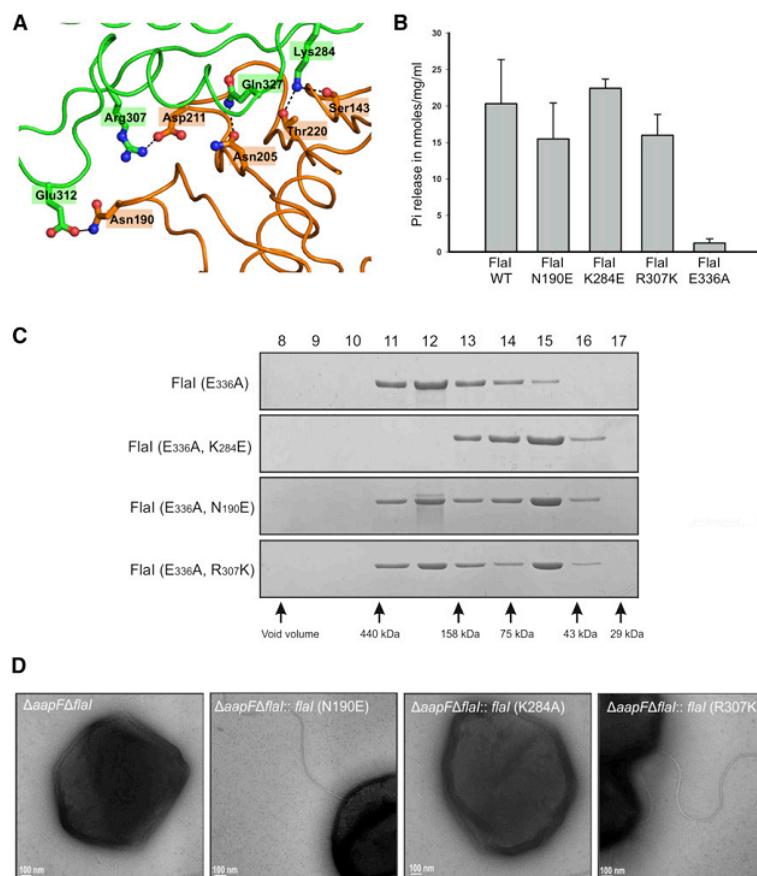 A
Lys284
Gln327
Arg307
Asp211
Ser143
Thr220
Asn205
Glu312
Asn190
B
Pi release in nmoles/mg/ml
30
25
20
15
10
5
0
FlaI WT
FlaI N190E
FlaI K284E
FlaI R307K
FlaI E336A
C
8 9 10 11 12 13 14 15 16 17
FlaI (E336A)
FlaI (E336A, K284E)
FlaI (E336A, N190E)
FlaI (E336A, R307K)
Void volume 440 kDa 158 kDa 75 kDa 43 kDa 29 kDa
D
ΔaapFΔflaI
ΔaapFΔflaI:: flaI (N190E)
ΔaapFΔflaI:: flaI (K284A)
ΔaapFΔflaI:: flaI (R307K
100 nm
100 nm
100 nm
100 nm